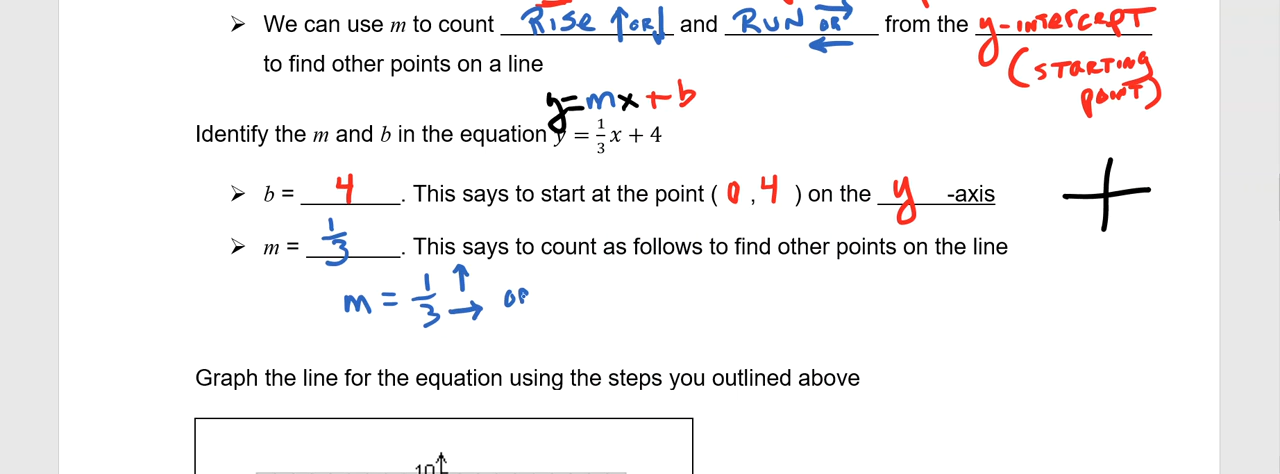 ➢ We can use m to count Rise ↑ or ↓ and Run → or ← from the y-intercept
to find other points on a line (starting point)
y = mx + b
Identify the m and b in the equation y = 1/3 x + 4
➢ b = 4. This says to start at the point ( 0 , 4 ) on the y -axis
➢ m = 1/3. This says to count as follows to find other points on the line
m = 1/3 ↑ → or
Graph the line for the equation using the steps you outlined above
10